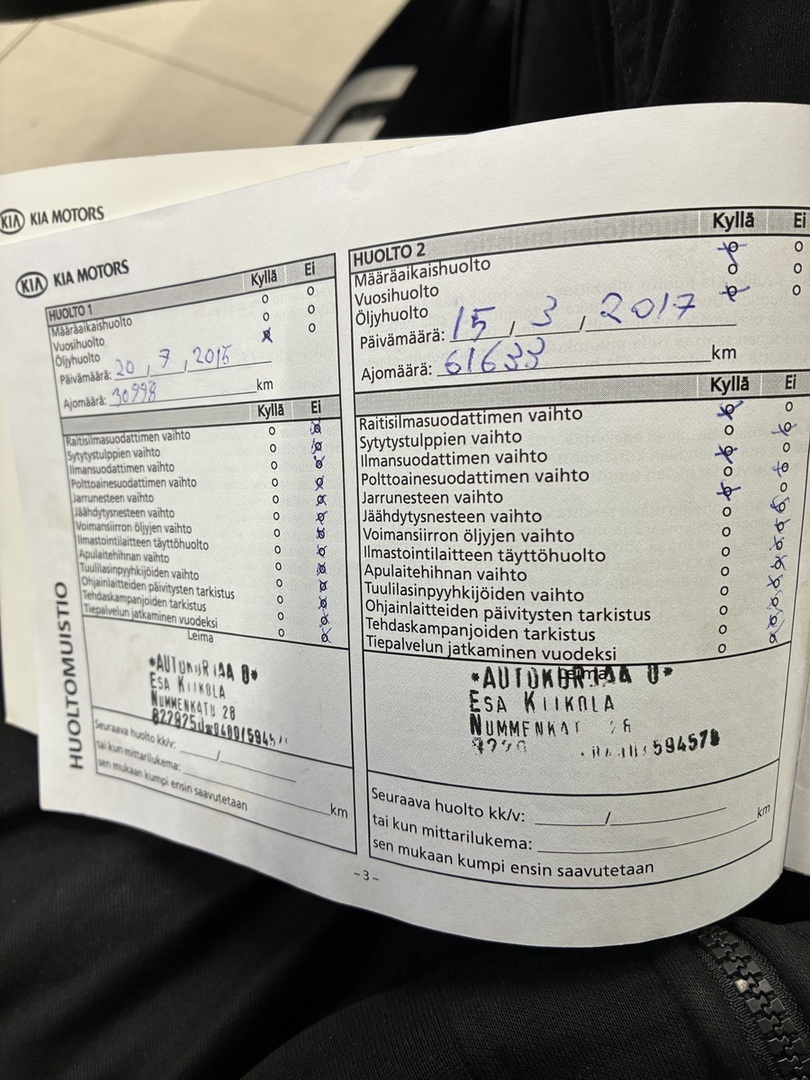 KIA KIA MOTORS
KIA KIA MOTORS
HUOLTOMUISTIO
HUOLTO 1 Kyllä Ei
Määräaikaishuolto o o
Vuosihuolto o o
Öljyhuolto o
Päivämäärä: 20, 7, 2015
Ajomäärä: 30998 km
Kyllä Ei
Raitisilmasuodattimen vaihto o
Sytytystulppien vaihto o
Ilmansuodattimen vaihto o
Polttoainesuodattimen vaihto o
Jarrunesteen vaihto o
Jäähdytysnesteen vaihto o
Voimansiirron öljyjen vaihto o
Ilmastointilaitteen täyttöhuolto o
Apulaitehihnan vaihto o
Tuulilasinpyyhkijöiden vaihto o
Ohjainlaitteiden päivitysten tarkistus o
Tehdaskampanjoiden tarkistus o
Tiepalvelun jatkaminen vuodeksi o
Leima
ESA KIIKOLA
NUMMENKATU 28
Seuraava huolto kk/v: /
tai kun mittarilukema: km
sen mukaan kumpi ensin saavutetaan
HUOLTO 2 Kyllä Ei
Määräaikaishuolto o
Vuosihuolto o o
Öljyhuolto o
Päivämäärä: 15, 3, 2017
Ajomäärä: 61633 km
Kyllä Ei
Raitisilmasuodattimen vaihto o
Sytytystulppien vaihto o
Ilmansuodattimen vaihto o
Polttoainesuodattimen vaihto o
Jarrunesteen vaihto o
Jäähdytysnesteen vaihto o
Voimansiirron öljyjen vaihto o
Ilmastointilaitteen täyttöhuolto o
Apulaitehihnan vaihto o
Tuulilasinpyyhkijöiden vaihto o
Ohjainlaitteiden päivitysten tarkistus o
Tehdaskampanjoiden tarkistus o
Tiepalvelun jatkaminen vuodeksi o
ESA KIIKOLA
Seuraava huolto kk/v: /
tai kun mittarilukema: km
sen mukaan kumpi ensin saavutetaan
- 3 -